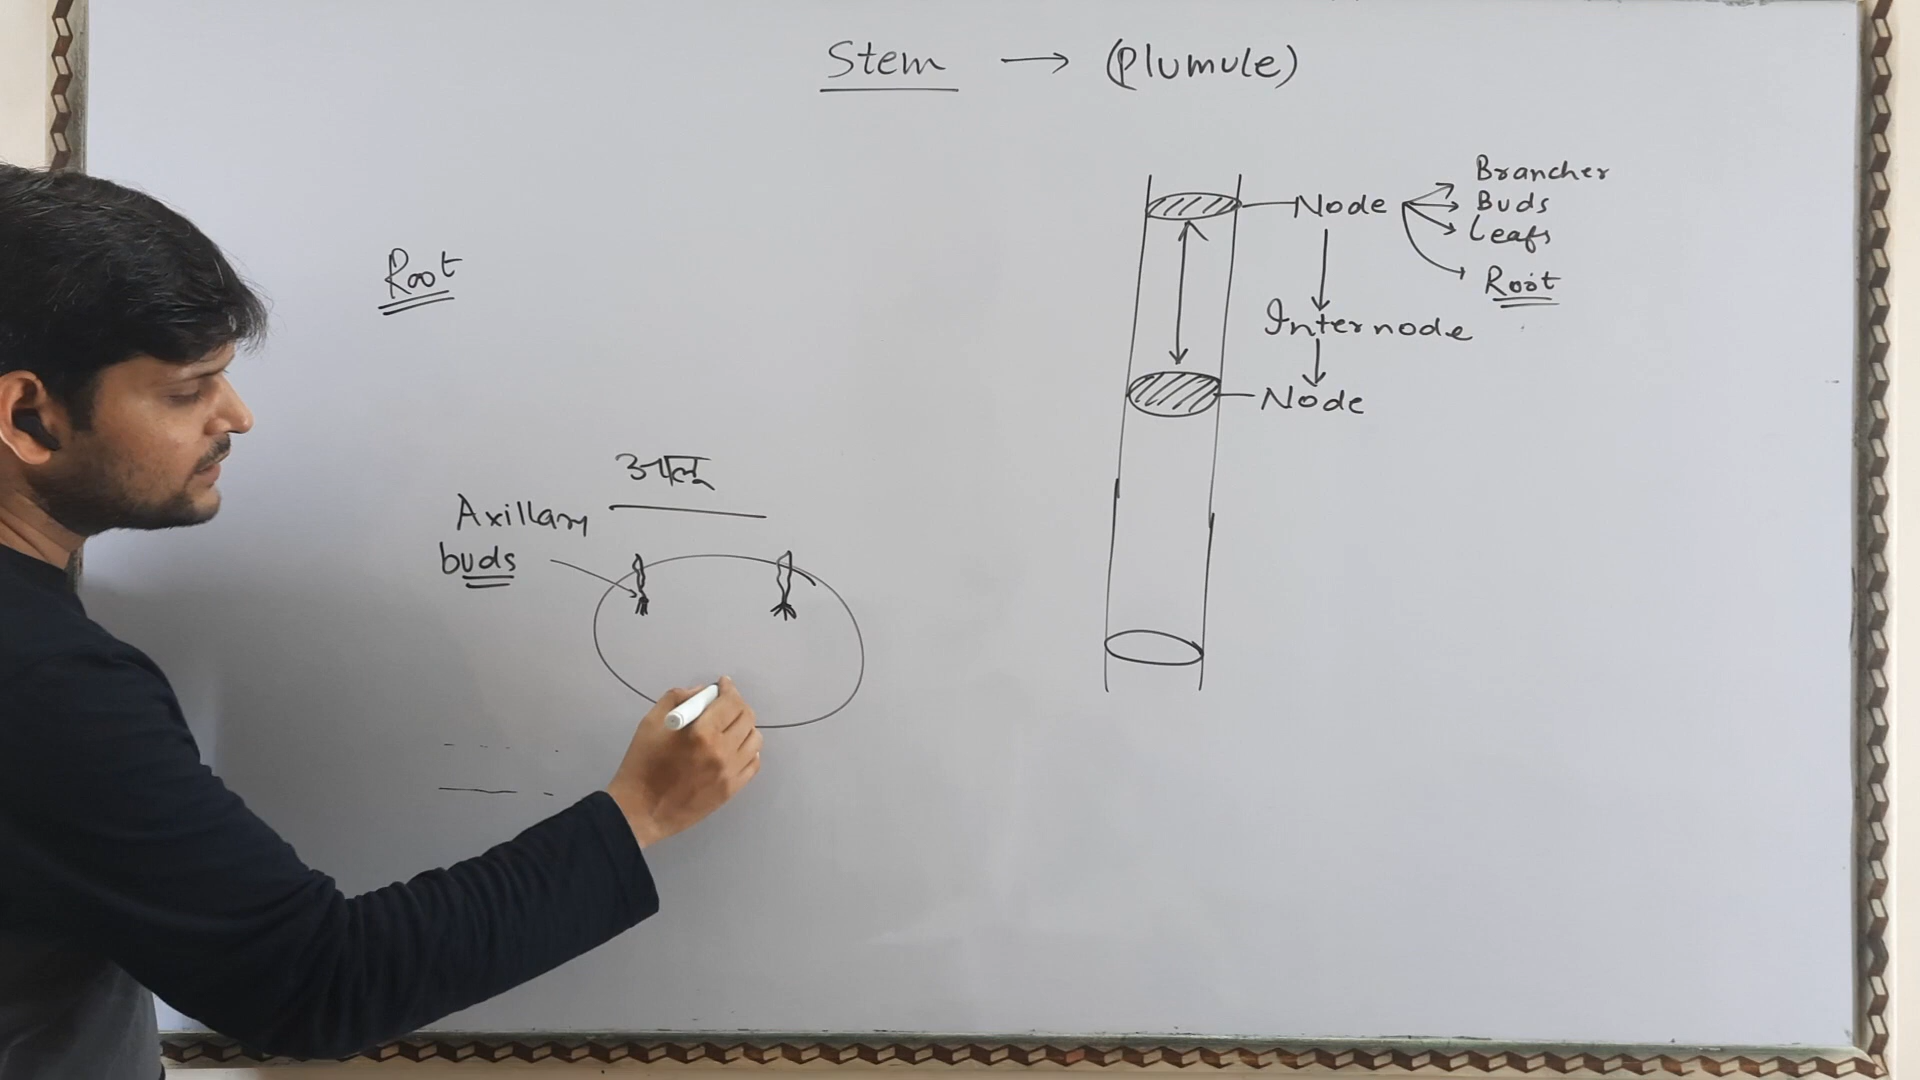 Stem → (Plumule)
Root
Node
Branches
Buds
Leafs
Root
Internode
Node
आलू
Axillary
buds